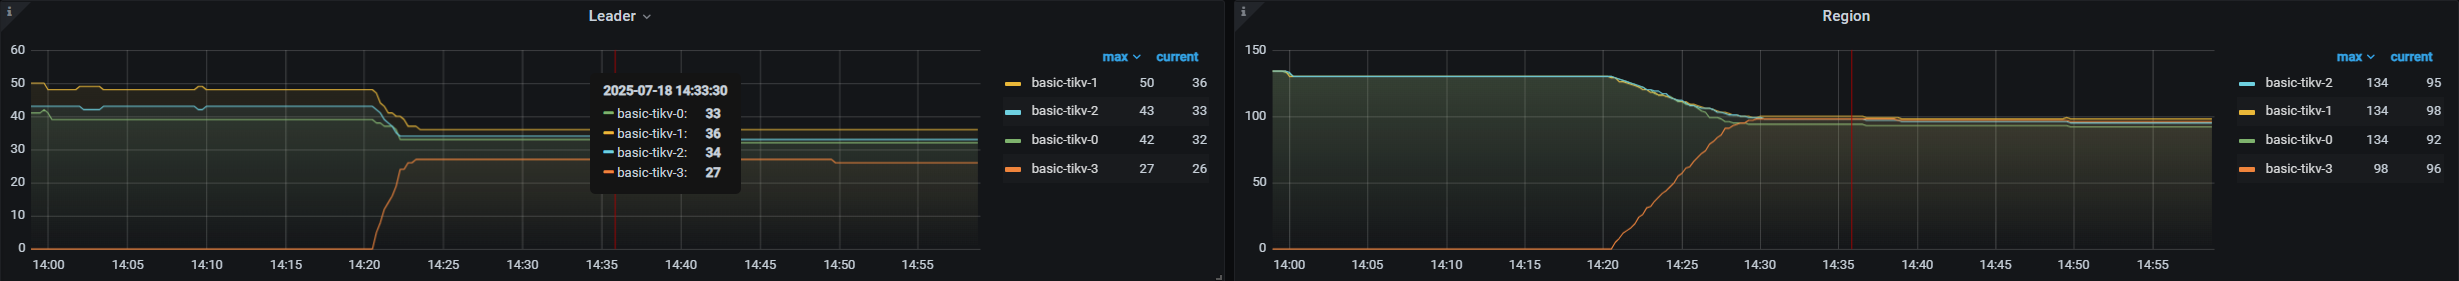 Leader
60
50
40
30
20
10
0
14:00 14:05 14:10 14:15 14:20 14:25 14:30 14:35 14:40 14:45 14:50 14:55
2025-07-18 14:33:30
basic-tikv-0: 33
basic-tikv-1: 36
basic-tikv-2: 34
basic-tikv-3: 27
max current
basic-tikv-1 50 36
basic-tikv-2 43 33
basic-tikv-0 42 32
basic-tikv-3 27 26
Region
150
100
50
0
14:00 14:05 14:10 14:15 14:20 14:25 14:30 14:35 14:40 14:45 14:50 14:55
max current
basic-tikv-2 134 95
basic-tikv-1 134 98
basic-tikv-0 134 92
basic-tikv-3 98 96